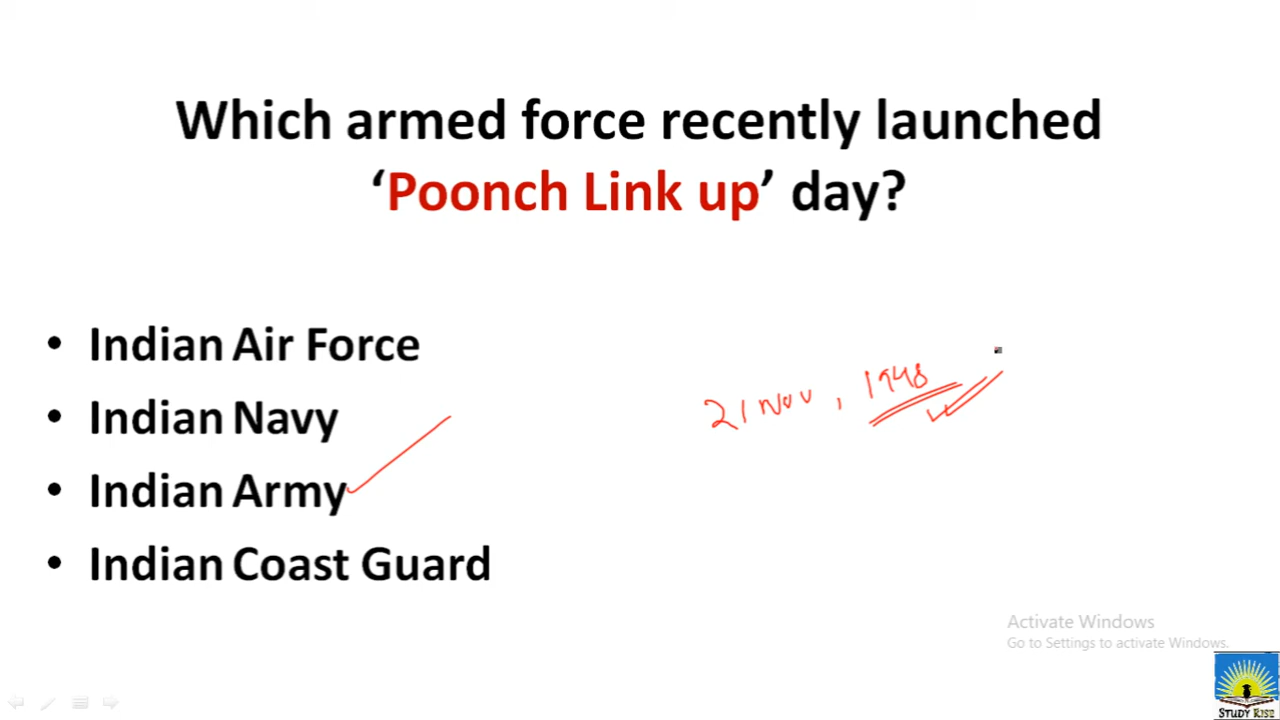 Which armed force recently launched
‘Poonch Link up’ day?
• Indian Air Force
• Indian Navy
• Indian Army
• Indian Coast Guard
21 Nov, 1948
Activate Windows
Go to Settings to activate Windows.
STUDY RISE